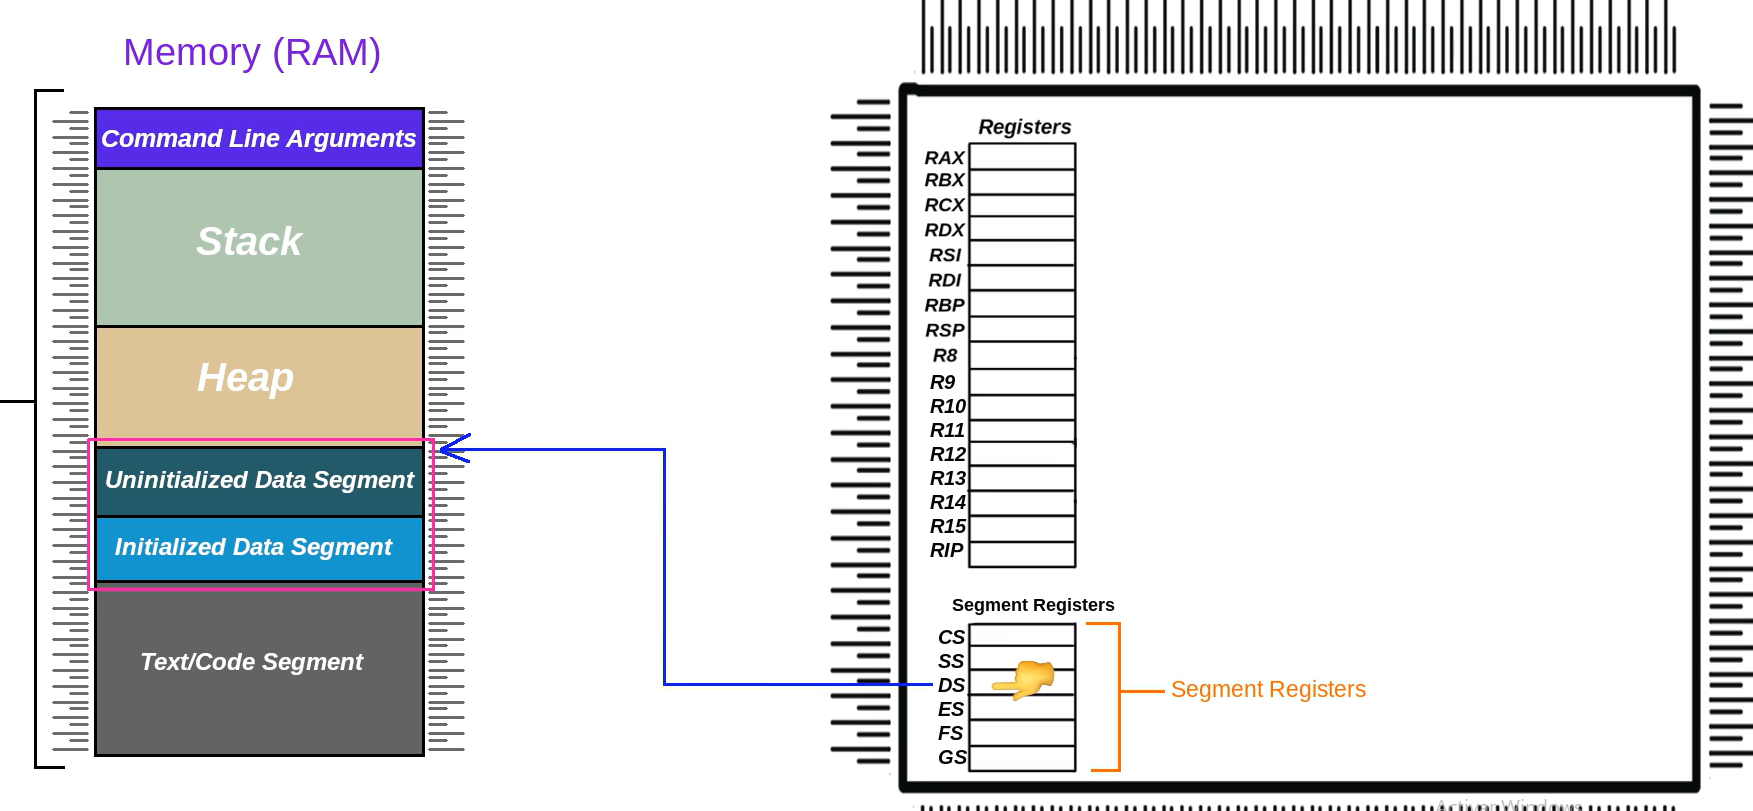 Memory (RAM)
Command Line Arguments
Stack
Heap
Uninitialized Data Segment
Initialized Data Segment
Text/Code Segment
Registers
RAX
RBX
RCX
RDX
RSI
RDI
RBP
RSP
R8
R9
R10
R11
R12
R13
R14
R15
RIP
Segment Registers
CS
SS
DS
ES
FS
GS
Segment Registers
Activer Windows